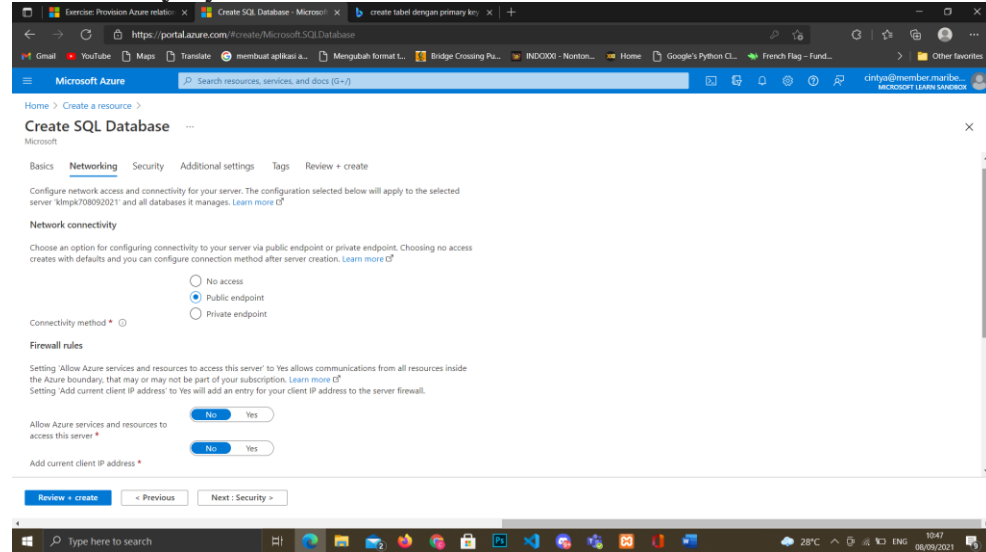 Exercise: Provision Azure relation
Create SQL Database - Microsoft
create tabel dengan primary key
https://portal.azure.com/#create/Microsoft.SQLDatabase
Gmail YouTube Maps Translate membuat aplikasi a... Mengubah format t... Bridge Crossing Pu... INDOXXI - Nonton... Home Google's Python Cl... French Flag – Fund... Other favorites
Microsoft Azure
Search resources, services, and docs (G+/)
cintya@member.maribe...
MICROSOFT LEARN SANDBOX
Home > Create a resource >
Create SQL Database ...
Microsoft
Basics Networking Security Additional settings Tags Review + create
Configure network access and connectivity for your server. The configuration selected below will apply to the selected
server 'klmpk708092021' and all databases it manages. Learn more
Network connectivity
Choose an option for configuring connectivity to your server via public endpoint or private endpoint. Choosing no access
creates with defaults and you can configure connection method after server creation. Learn more
No access
Public endpoint
Private endpoint
Connectivity method *
Firewall rules
Setting 'Allow Azure services and resources to access this server' to Yes allows communications from all resources inside
the Azure boundary, that may or may not be part of your subscription. Learn more
Setting 'Add current client IP address' to Yes will add an entry for your client IP address to the server firewall.
No Yes
Allow Azure services and resources to
access this server *
No Yes
Add current client IP address *
Review + create < Previous Next : Security >
Type here to search
28°C ENG
10:47
08/09/2021